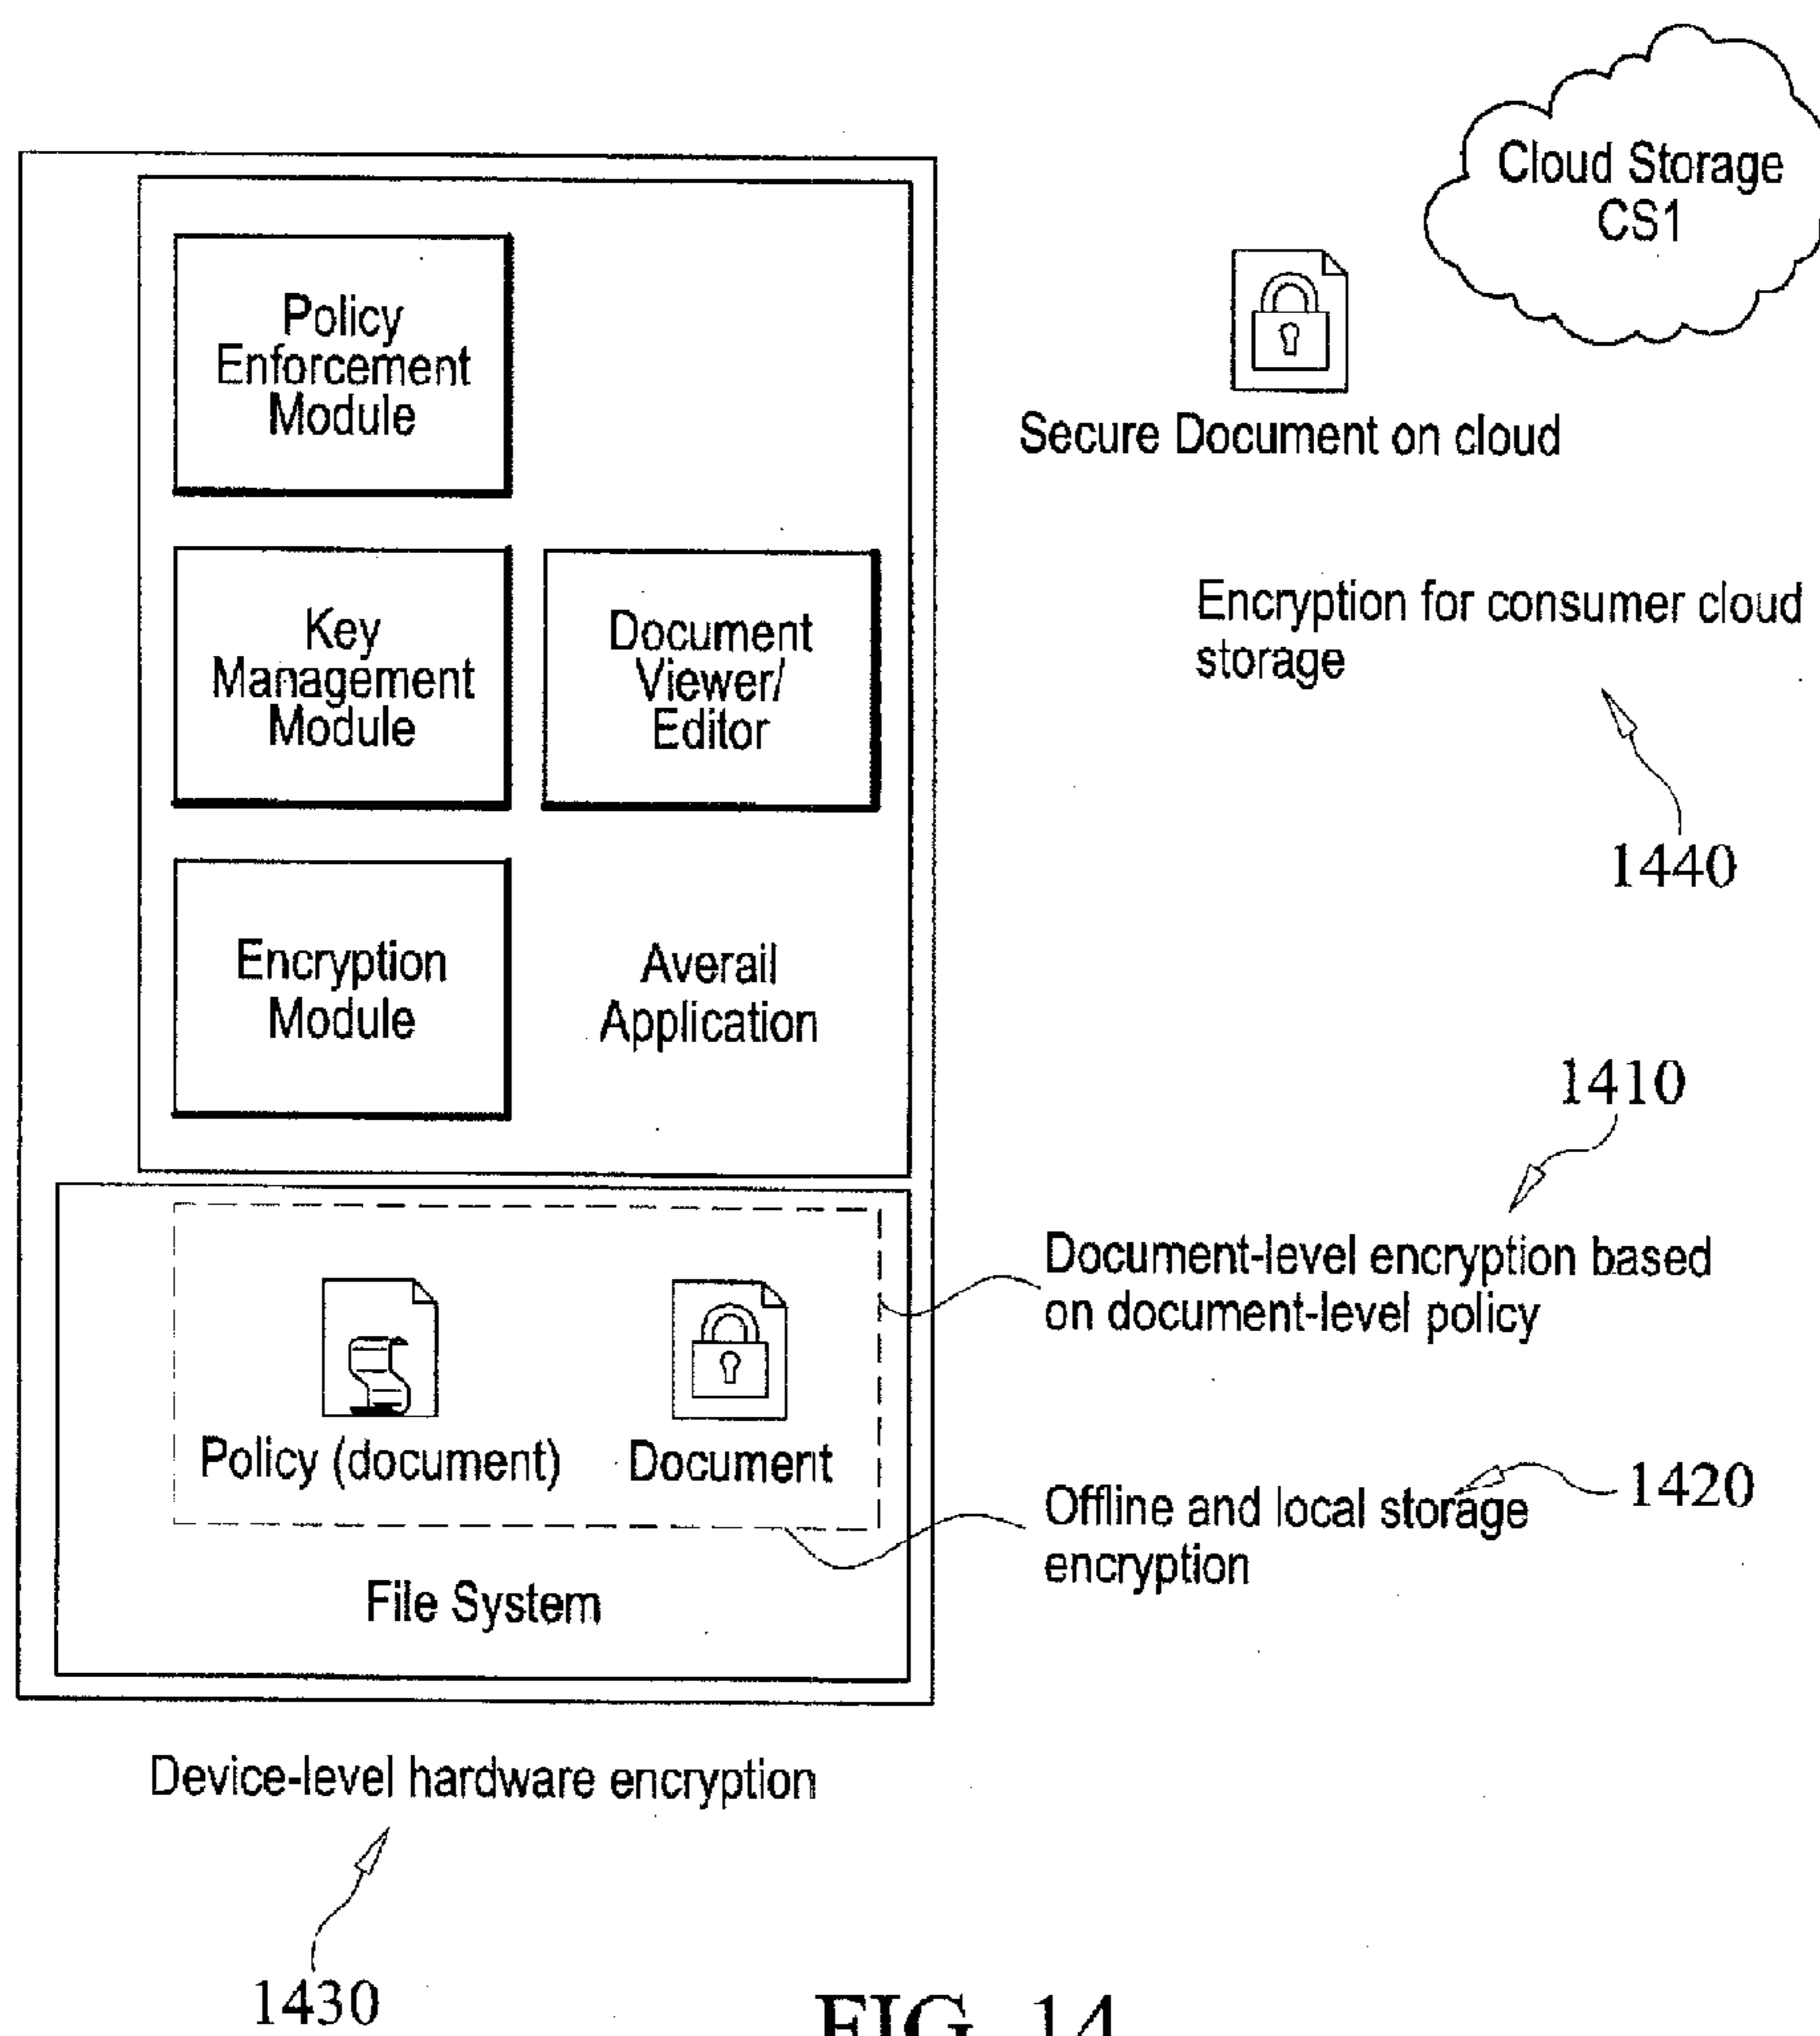 Cloud Storage
CS1
Policy
Enforcement
Module
Secure Document on cloud
Key
Management
Module
Document
Viewer/
Editor
Encryption for consumer cloud
storage
1440
Encryption
Module
Averail
Application
1410
Document-level encryption based
on document-level policy
Policy (document)
Document
Offline and local storage
encryption
1420
File System
Device-level hardware encryption
1430
FIG. 14